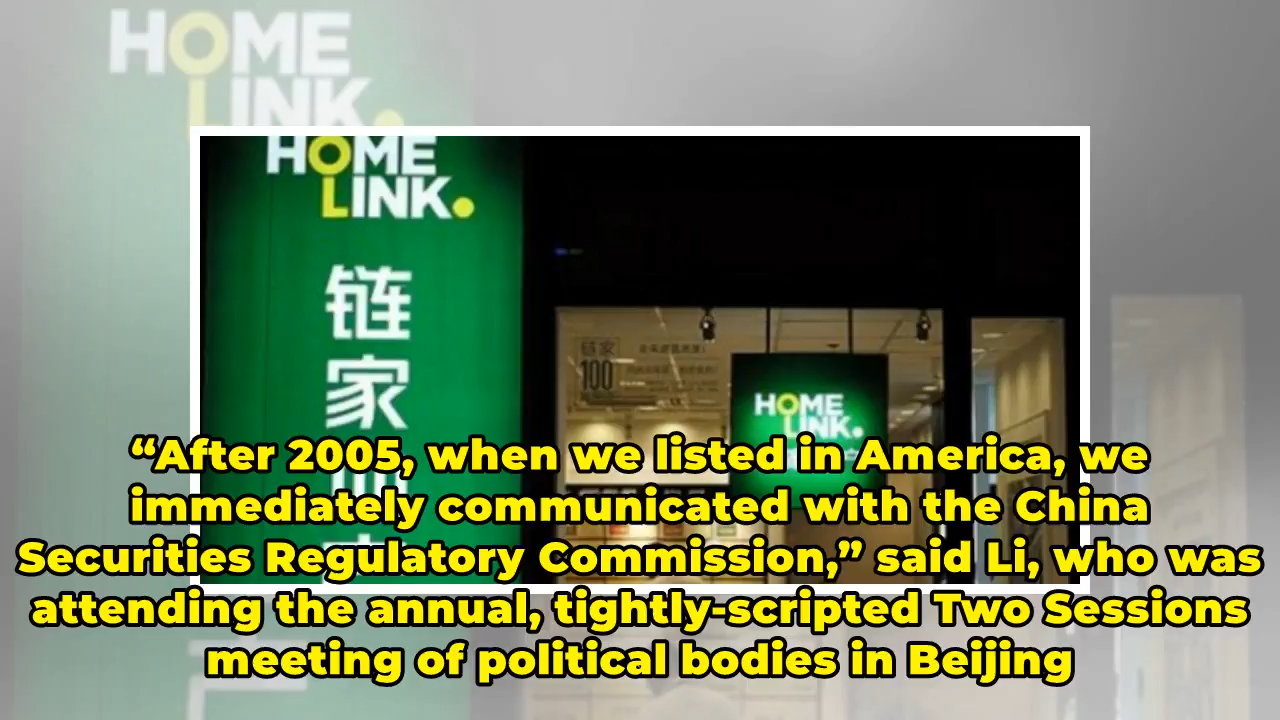 HOME
LINK.
HOME
LINK.
链
家
链家
100
HOME
LINK.
“After 2005, when we listed in America, we
immediately communicated with the China
Securities Regulatory Commission,” said Li, who was
attending the annual, tightly-scripted Two Sessions
meeting of political bodies in Beijing